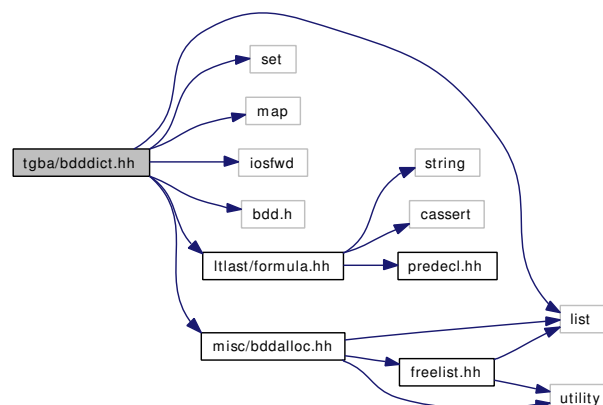 set
map
tgba/bdddict.hh
iosfwd
string
bdd.h
cassert
ltlast/formula.hh
predecl.hh
list
misc/bddalloc.hh
freelist.hh
utility